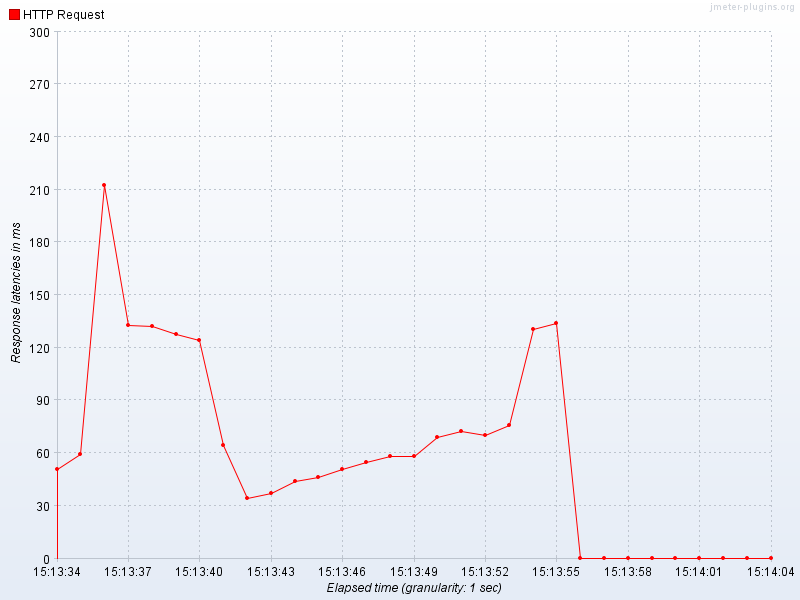 jmeter-plugins.org
HTTP Request
300
270
240
210
180
150
120
90
60
30
0
Response latencies in ms
15:13:34 15:13:37 15:13:40 15:13:43 15:13:46 15:13:49 15:13:52 15:13:55 15:13:58 15:14:01 15:14:04
Elapsed time (granularity: 1 sec)